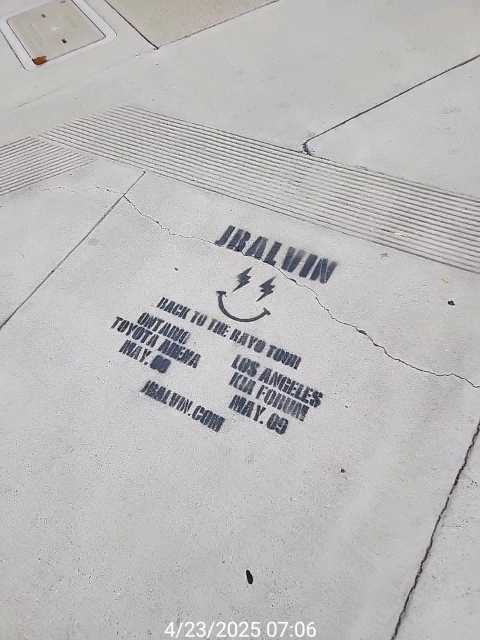 JBALVIN
BACK TO THE RAYO TOUR
ONTARIO
TOYOTA ARENA
MAY. 08
LOS ANGELES
KIA FORUM
MAY. 09
JBALVIN.COM
4/23/2025 07:06